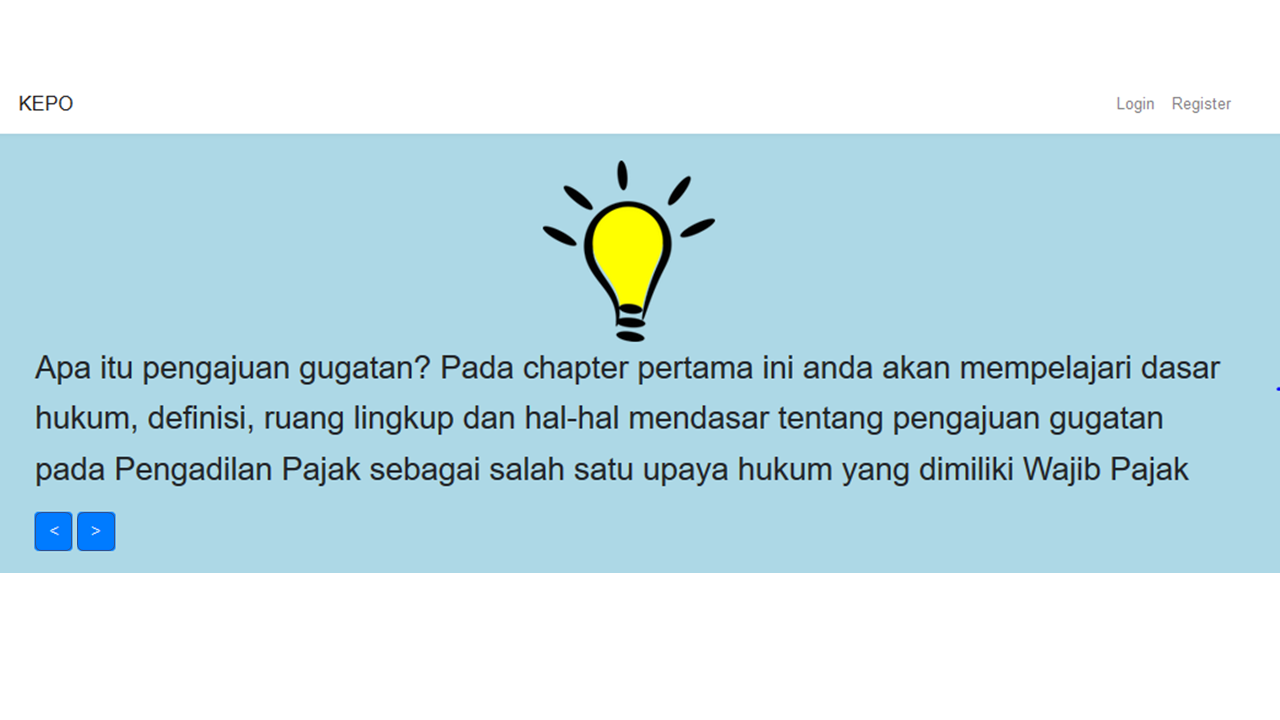 KEPO
Login Register
Apa itu pengajuan gugatan? Pada chapter pertama ini anda akan mempelajari dasar
hukum, definisi, ruang lingkup dan hal-hal mendasar tentang pengajuan gugatan
pada Pengadilan Pajak sebagai salah satu upaya hukum yang dimiliki Wajib Pajak
< >